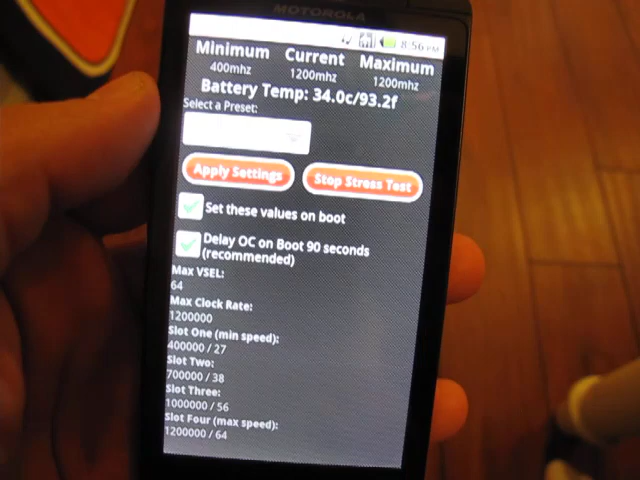 MOTOROLA
8:56 PM
Minimum Current Maximum
400mhz 1200mhz 1200mhz
Battery Temp: 34.0c/93.2f
Select a Preset:
Apply Settings Stop Stress Test
Set these values on boot
Delay OC on Boot 90 seconds
(recommended)
Max VSEL:
64
Max Clock Rate:
1200000
Slot One (min speed):
400000 / 27
Slot Two:
700000 / 38
Slot Three:
1000000 / 56
Slot Four (max speed):
1200000 / 64